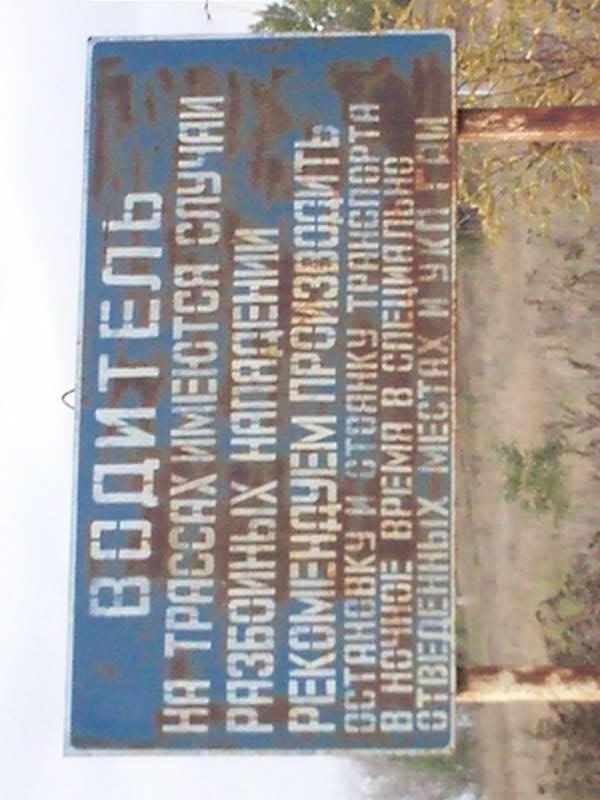 ВОДИТЕЛЬ
НА ТРАССАХ ИМЕЮТСЯ СЛУЧАИ
РАЗБОЙНЫХ НАПАДЕНИИ
РЕКОМЕНДУЕМ ПРОИЗВОДИТЬ
ОСТАНОВКУ И СТОЯНКУ ТРАНСПОРТА
В НОЧНОЕ ВРЕМЯ В СПЕЦИАЛЬНО
ОТВЕДЕННЫХ МЕСТАХ И УКП ГАИ